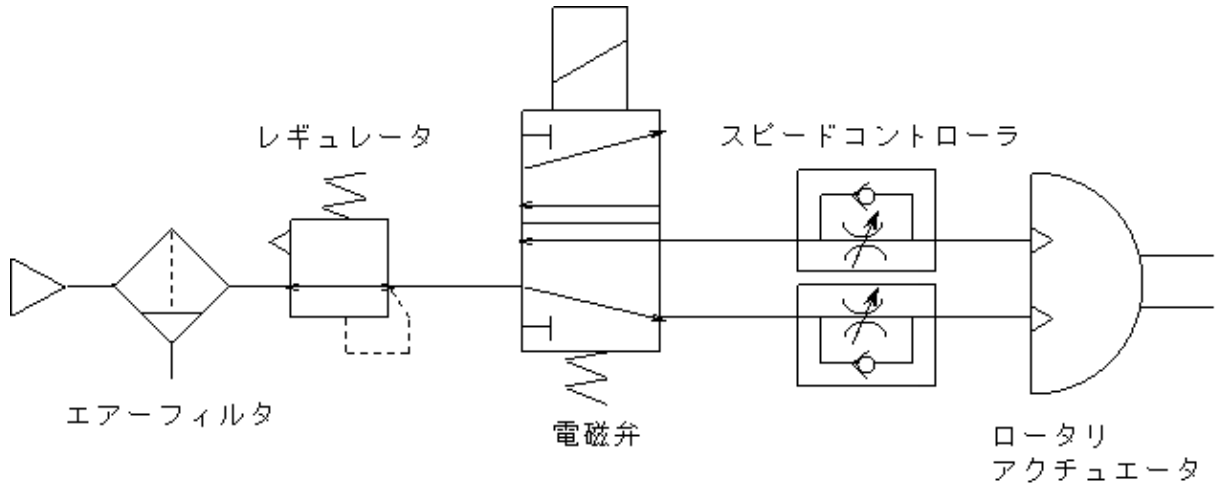 レギュレータ
スピードコントローラ
エアーフィルタ
電磁弁
ロータリ
アクチュエータ